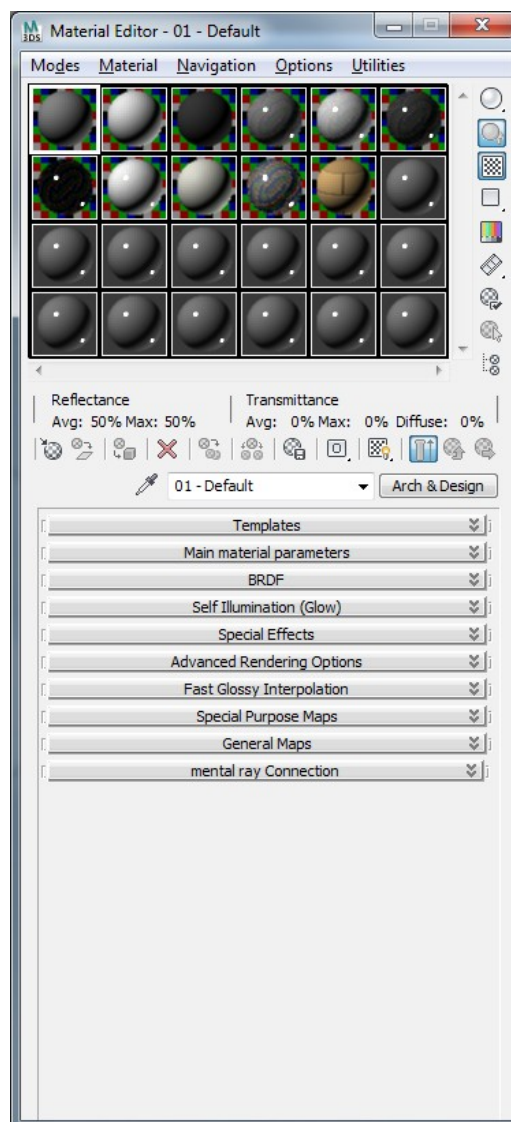 M
3DS
Material Editor - 01 - Default
Modes Material Navigation Options Utilities
Reflectance
Avg: 50% Max: 50%
Transmittance
Avg: 0% Max: 0% Diffuse: 0%
01 - Default
Arch & Design
Templates
Main material parameters
BRDF
Self Illumination (Glow)
Special Effects
Advanced Rendering Options
Fast Glossy Interpolation
Special Purpose Maps
General Maps
mental ray Connection